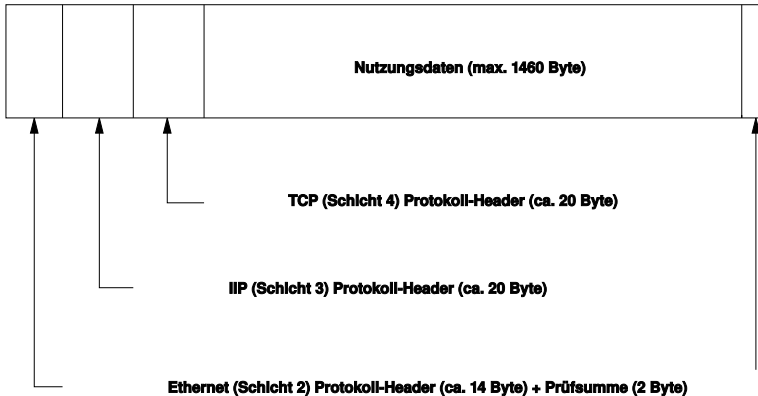 Nutzungsdaten (max. 1460 Byte)
TCP (Schicht 4) Protokoll-Header (ca. 20 Byte)
IIP (Schicht 3) Protokoll-Header (ca. 20 Byte)
Ethernet (Schicht 2) Protokoll-Header (ca. 14 Byte) + Prüfsumme (2 Byte)